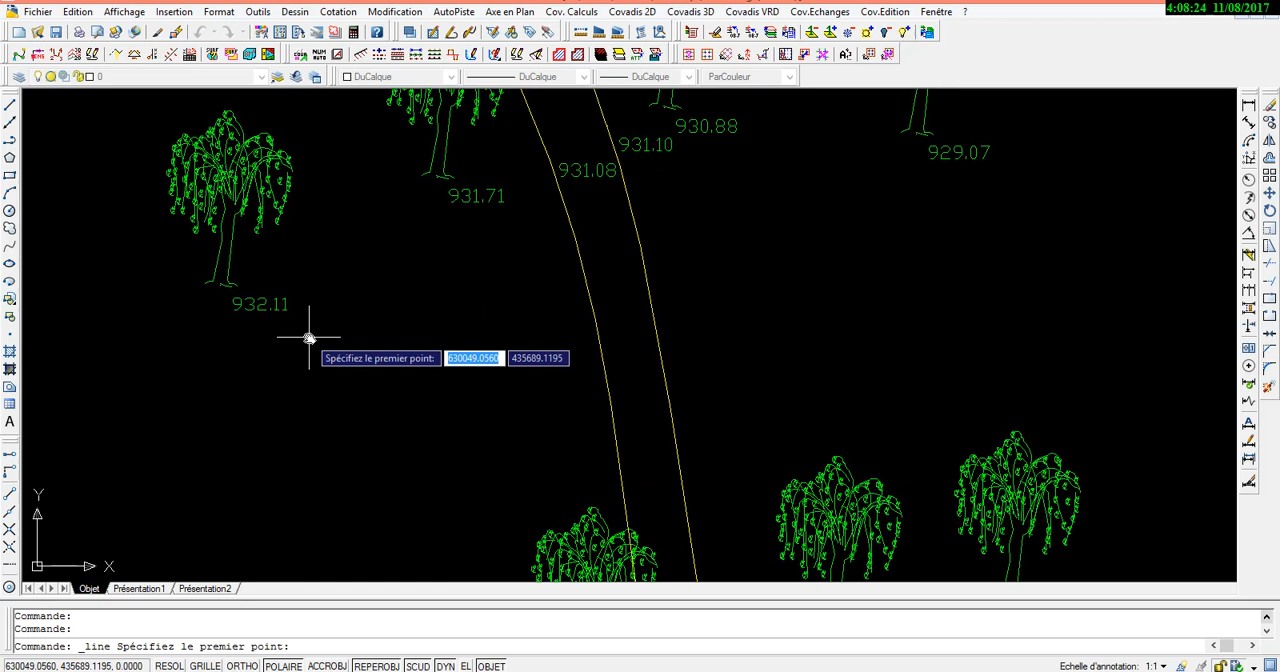 4:08:24 11/08/2017
Fichier Edition Affichage Insertion Format Outils Dessin Cotation Modification AutoPiste Axe en Plan Cov. Calculs Covadis 2D Covadis 3D Covadis VRD Cov.Echanges Cov.Edition Fenêtre ?
0 DuCalque DuCalque DuCalque ParCouleur
930.88
931.10
929.07
931.08
931.71
932.11
Spécifiez le premier point: 630049.0560 435689.1195
Y
X
A
Objet Présentation1 Présentation2
Commande:
Commande:
Commande: _line Spécifiez le premier point:
630049.0560, 435689.1195, 0.0000 RESOL GRILLE ORTHO POLAIRE ACCROBJ REPEROBJ SCUD DYN EL OBJET Echelle d'annotation: 1:1